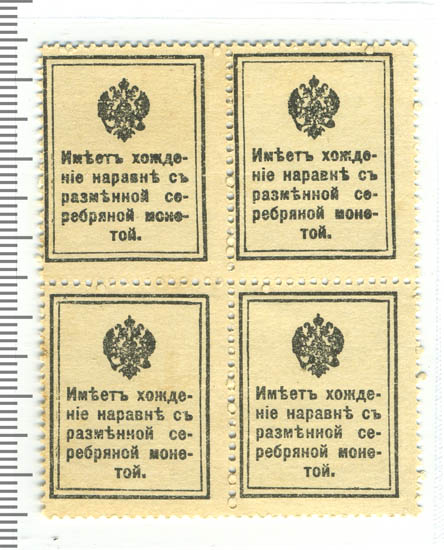 Имѣетъ хожде-
ніе наравнѣ съ
размѣнной се-
ребряной моне-
той.
Имѣетъ хожде-
ніе наравнѣ съ
размѣнной се-
ребряной моне-
той.
Имѣетъ хожде-
ніе наравнѣ съ
размѣнной се-
ребряной моне-
той.
Имѣетъ хожде-
ніе наравнѣ съ
размѣнной се-
ребряной моне-
той.